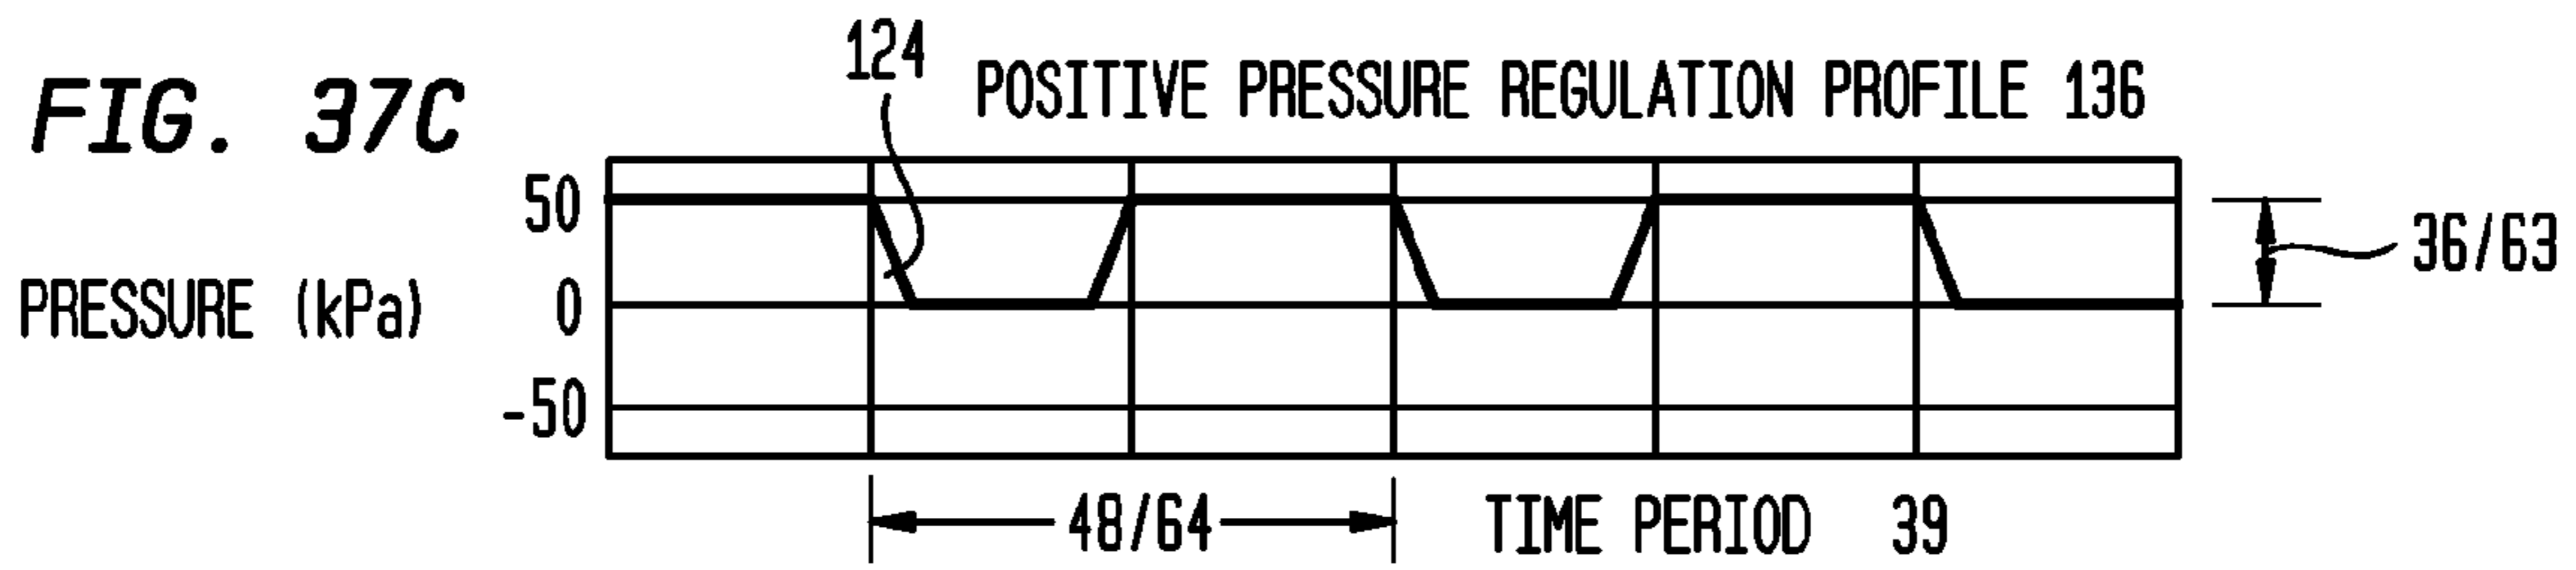 FIG. 37C
124
POSITIVE PRESSURE REGULATION PROFILE 136
50
PRESSURE (kPa)
0
-50
36/63
48/64
TIME PERIOD 39